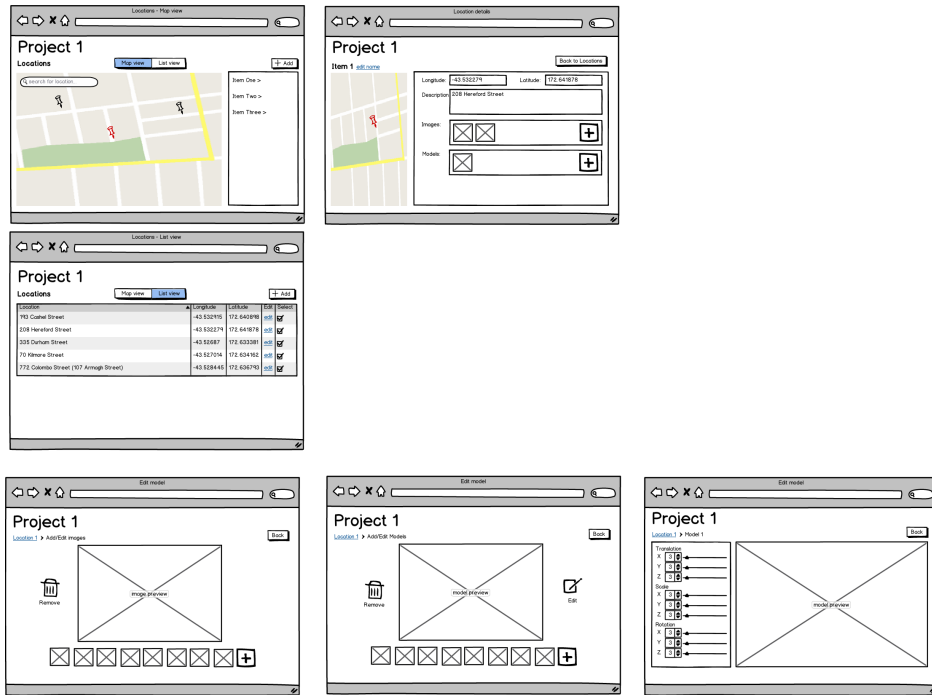 Locations - Map view
Project 1
Locations
Map view
List view
+ Add
search for location...
Item One >
Item Two >
Item Three >
Location details
Project 1
Item 1 edit name
Back to Locations
Longitude: -43.532279 Latitude: 172.641878
Description: 208 Hereford Street
Images:
Models:
Locations - List view
Project 1
Locations
Map view
List view
+ Add
Location Longitude Latitude Edit Select
193 Cashel Street -43.532915 172.640898 edit
208 Hereford Street -43.532279 172.641878 edit
335 Durham Street -43.52687 172.633381 edit
70 Kilmore Street -43.527014 172.634162 edit
772 Colombo Street (107 Armagh Street) -43.528445 172.636793 edit
Edit model
Project 1
Location 1 > Add/Edit images
Back
image preview
Remove
Edit model
Project 1
Location 1 > Add/Edit Models
Back
model preview
Remove
Edit
Edit model
Project 1
Location 1 > Model 1
Back
Translation
X 3
Y 3
Z 3
Scale
X 3
Y 3
Z 3
Rotation
X 3
Y 3
Z 3
model preview